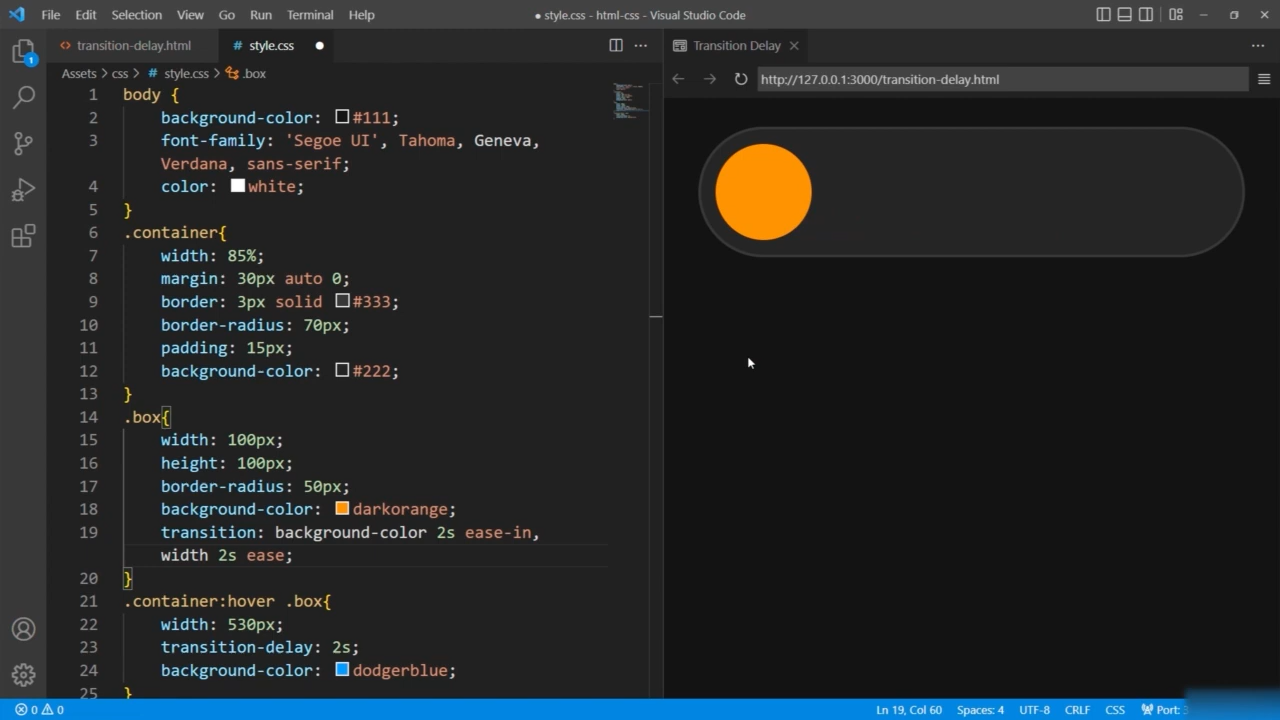 File Edit Selection View Go Run Terminal Help
● style.css - html-css - Visual Studio Code
transition-delay.html # style.css ●
Assets > css > # style.css > .box
1 body {
2 background-color: #111;
3 font-family: 'Segoe UI', Tahoma, Geneva,
Verdana, sans-serif;
4 color: white;
5 }
6 .container{
7 width: 85%;
8 margin: 30px auto 0;
9 border: 3px solid #333;
10 border-radius: 70px;
11 padding: 15px;
12 background-color: #222;
13 }
14 .box{
15 width: 100px;
16 height: 100px;
17 border-radius: 50px;
18 background-color: darkorange;
19 transition: background-color 2s ease-in,
width 2s ease;
20 }
21 .container:hover .box{
22 width: 530px;
23 transition-delay: 2s;
24 background-color: dodgerblue;
25 }
Transition Delay
http://127.0.0.1:3000/transition-delay.html
1
0 0
Ln 19, Col 60 Spaces: 4 UTF-8 CRLF CSS Port: